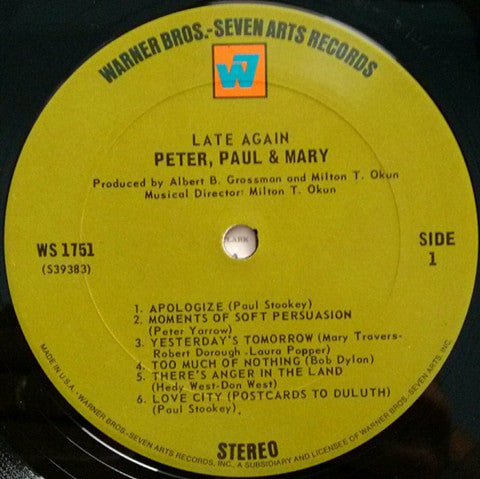 WARNER BROS.-SEVEN ARTS RECORDS
W7
LATE AGAIN
PETER, PAUL & MARY
Produced by Albert B. Grossman and Milton T. Okun
Musical Director: Milton T. Okun
WS 1751
(S39383)
SIDE
1
LARK
1. APOLOGIZE (Paul Stookey)
2. MOMENTS OF SOFT PERSUASION
(Peter Yarrow)
3. YESTERDAY'S TOMORROW (Mary Travers-
Robert Dorough-Laura Popper)
4. TOO MUCH OF NOTHING (Bob Dylan)
5. THERE'S ANGER IN THE LAND
(Hedy West-Don West)
6. LOVE CITY (POSTCARDS TO DULUTH)
(Paul Stookey)
STEREO
MADE IN U.S.A. - WARNER BROS.-SEVEN ARTS RECORDS, INC., A SUBSIDIARY AND LICENSEE OF WARNER BROS.-SEVEN ARTS, INC.